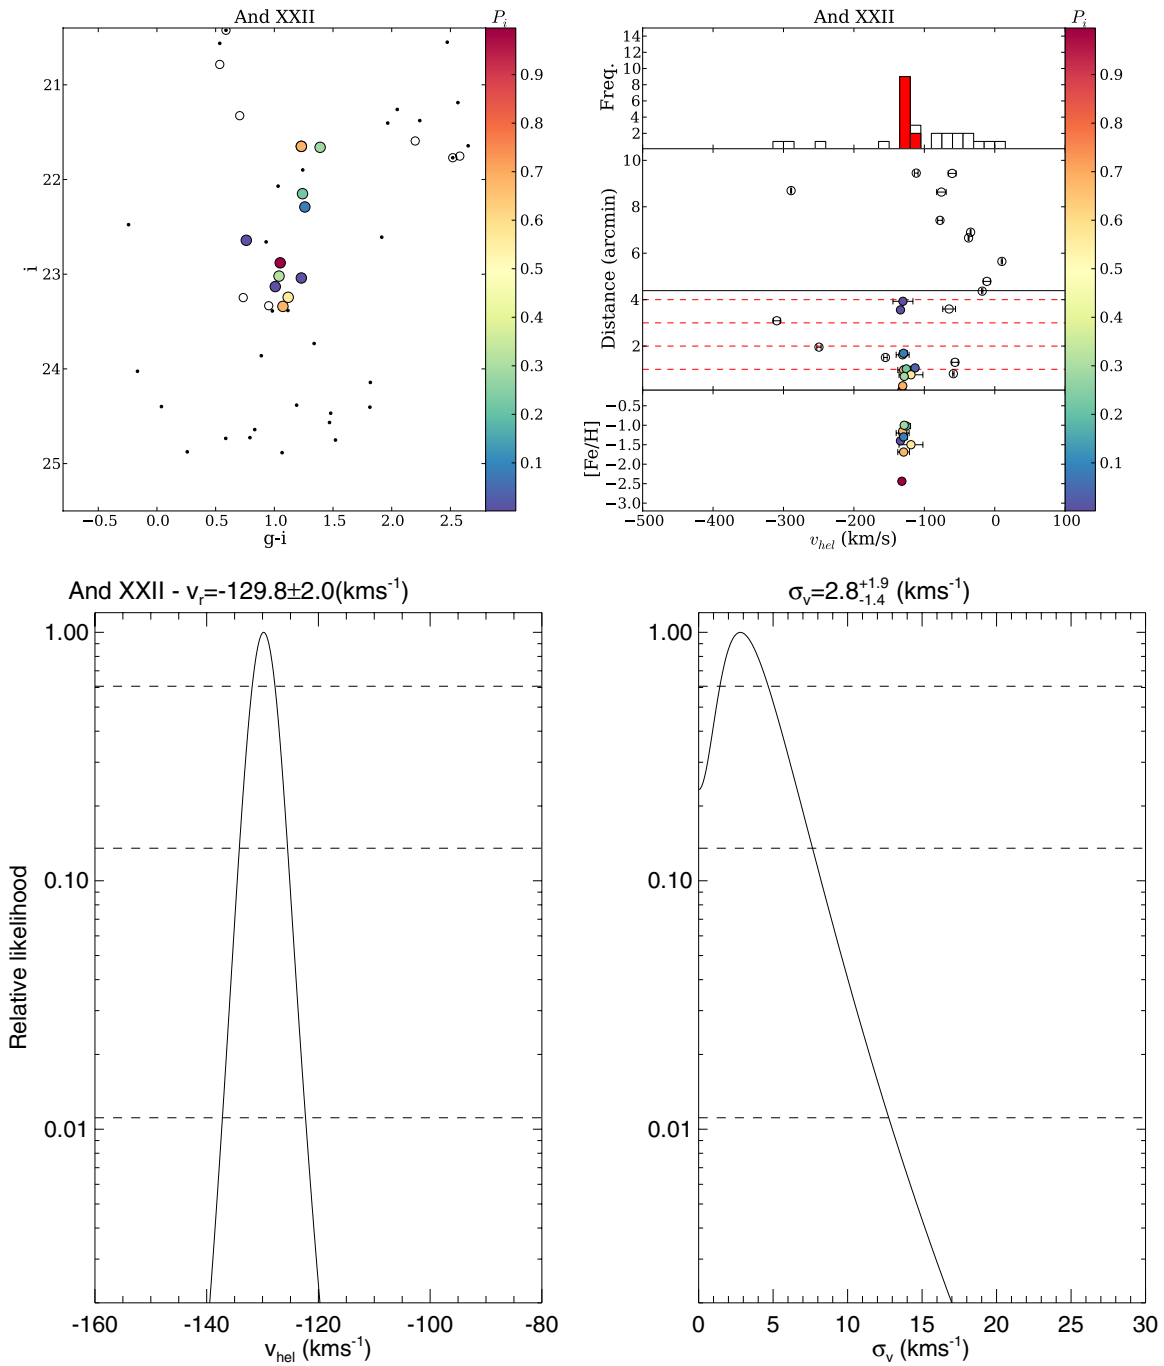 And XXII
P_i
21
22
23
24
25
i
−0.5 0.0 0.5 1.0 1.5 2.0 2.5
g-i
0.9
0.8
0.7
0.6
0.5
0.4
0.3
0.2
0.1
And XXII
P_i
14
12
10
8
6
4
2
Freq.
10
8
6
4
2
Distance (arcmin)
−0.5
−1.0
−1.5
−2.0
−2.5
−3.0
[Fe/H]
−500 −400 −300 −200 −100 0 100
v_hel (km/s)
0.9
0.8
0.7
0.6
0.5
0.4
0.3
0.2
0.1
And XXII - v_r=-129.8±2.0(kms^-1)
1.00
0.10
0.01
Relative likelihood
-160 -140 -120 -100 -80
v_hel (kms^-1)
σ_v=2.8^+1.9_-1.4 (kms^-1)
1.00
0.10
0.01
0 5 10 15 20 25 30
σ_v (kms^-1)